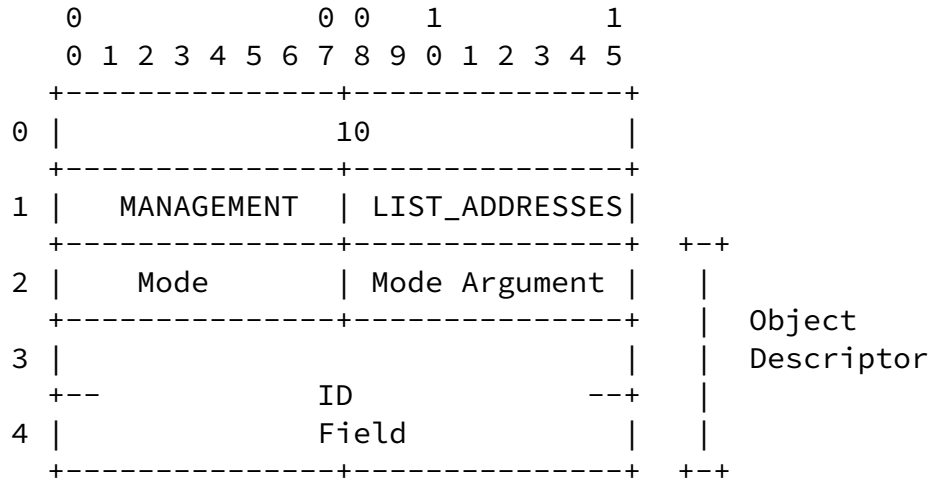 0             0 0   1         1
0 1 2 3 4 5 6 7 8 9 0 1 2 3 4 5
+---------------+---------------+
0 |               10              |
+---------------+---------------+
1 |   MANAGEMENT  | LIST_ADDRESSES|
+---------------+---------------+  +-+
2 |    Mode       | Mode Argument |   |
+---------------+---------------+   |  Object
3 |                               |   |  Descriptor
+--            ID             --+   |
4 |              Field            |   |
+---------------+---------------+  +-+